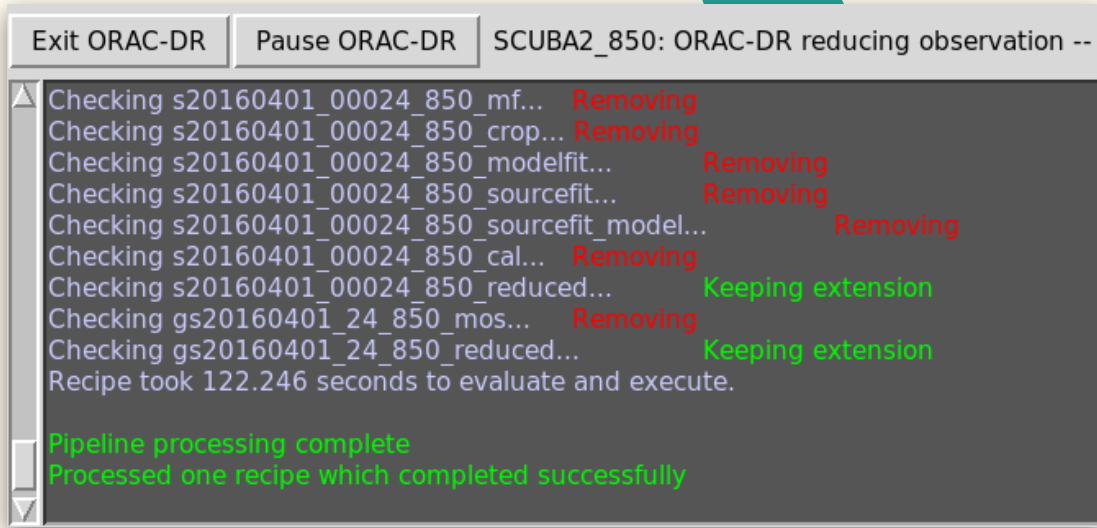 Exit ORAC-DR Pause ORAC-DR SCUBA2_850: ORAC-DR reducing observation --
Checking s20160401_00024_850_mf... Removing
Checking s20160401_00024_850_crop... Removing
Checking s20160401_00024_850_modelfit... Removing
Checking s20160401_00024_850_sourcefit... Removing
Checking s20160401_00024_850_sourcefit_model... Removing
Checking s20160401_00024_850_cal... Removing
Checking s20160401_00024_850_reduced... Keeping extension
Checking gs20160401_24_850_mos... Removing
Checking gs20160401_24_850_reduced... Keeping extension
Recipe took 122.246 seconds to evaluate and execute.
Pipeline processing complete
Processed one recipe which completed successfully